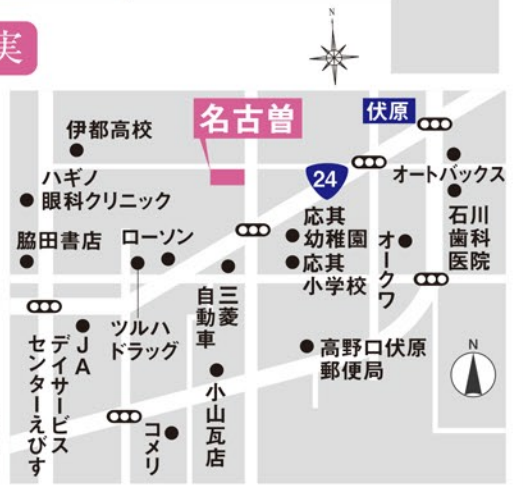 実
N
名古曽
伏原
伊都高校
24
オートバックス
ハギノ
眼科クリニック
応其
幼稚園
応其
小学校
石川
歯科
医院
オークワ
脇田書店
ローソン
三菱
自動車
ツルハ
ドラッグ
JA
デイサービス
センターえびす
高野口伏原
郵便局
N
小山瓦店
コメリ